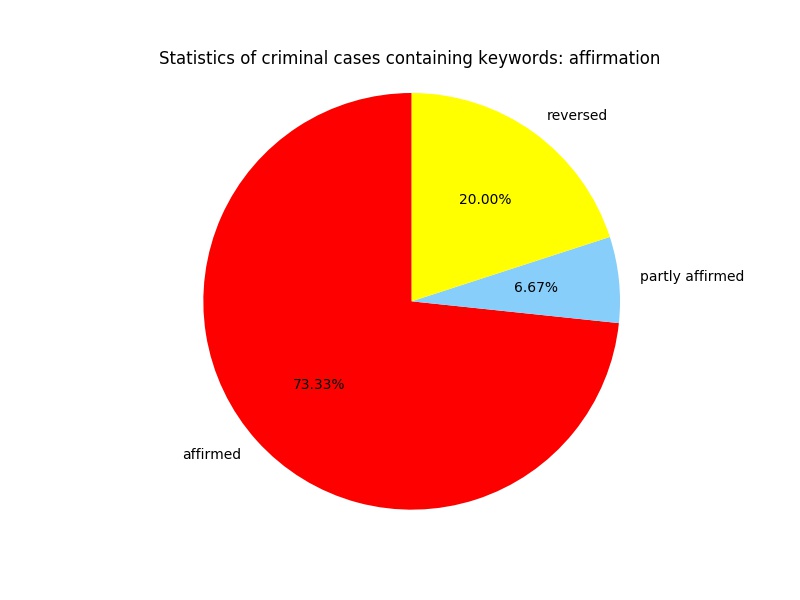 Statistics of criminal cases containing keywords: affirmation
reversed
20.00%
partly affirmed
6.67%
73.33%
affirmed